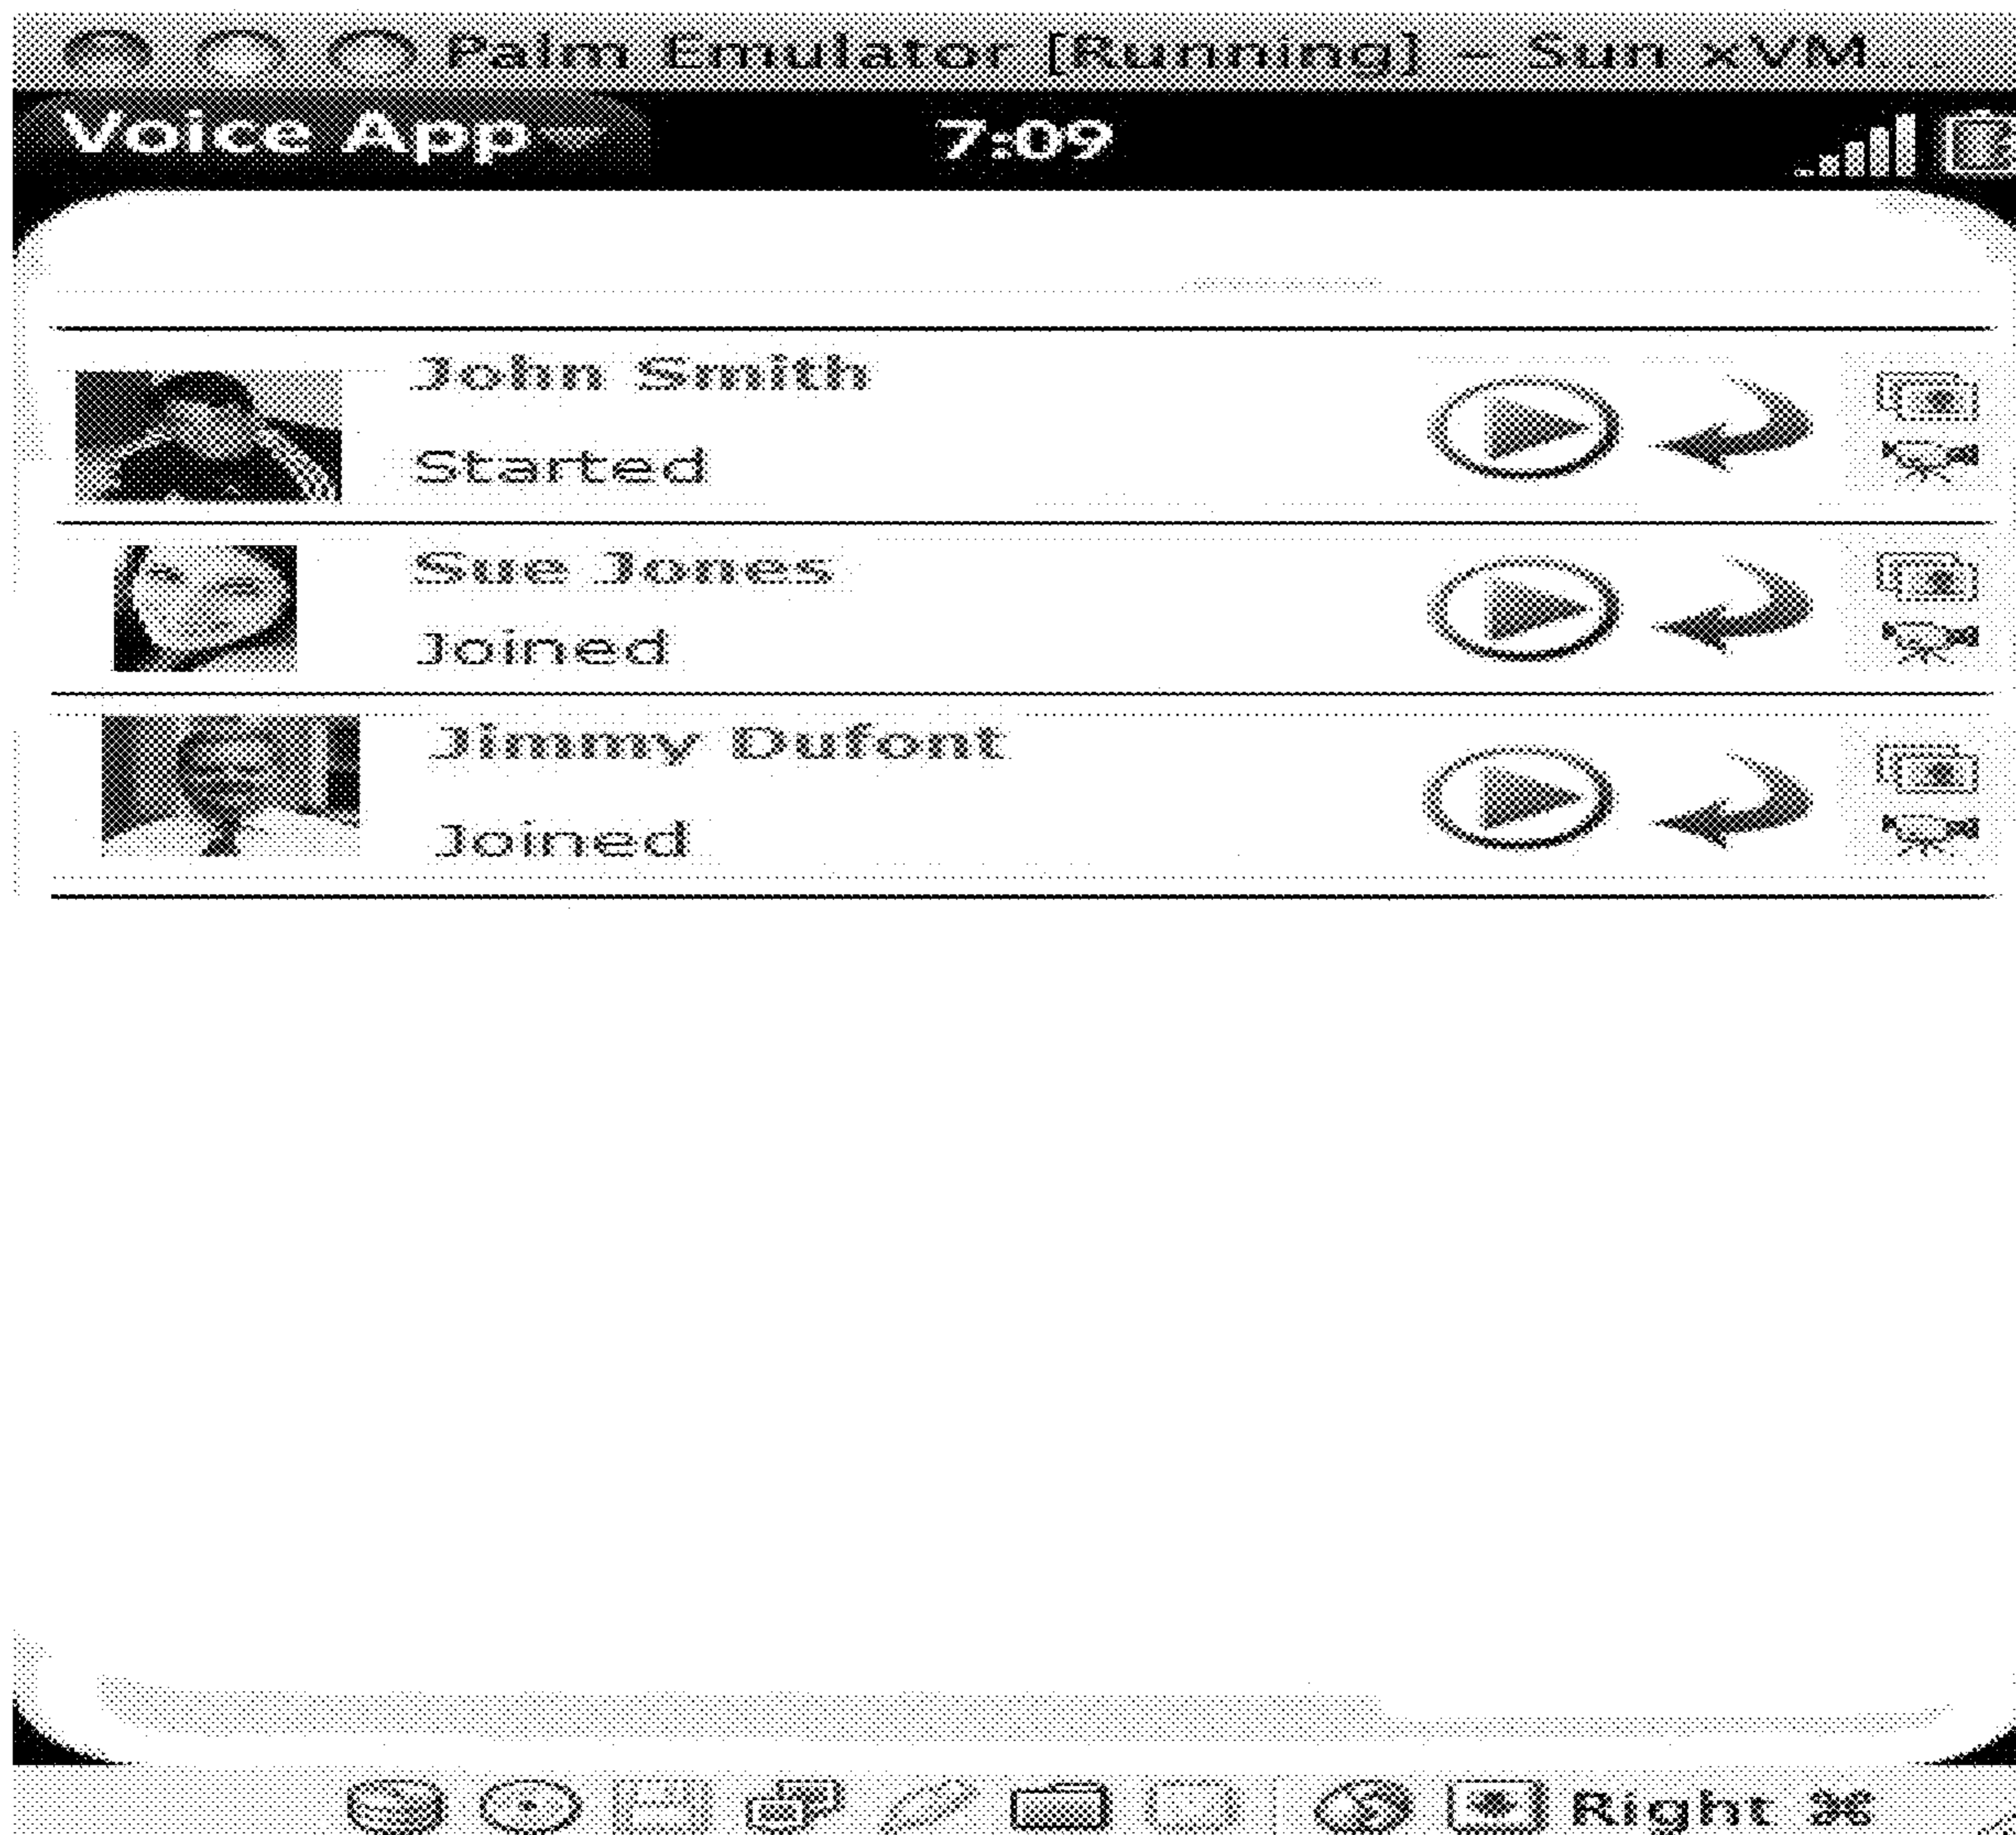 Palm Emulator [Running] – Sun xVM...
Voice App 7:09
John Smith
Started
Sue Jones
Joined
Jimmy Dufont
Joined
Right ⌘